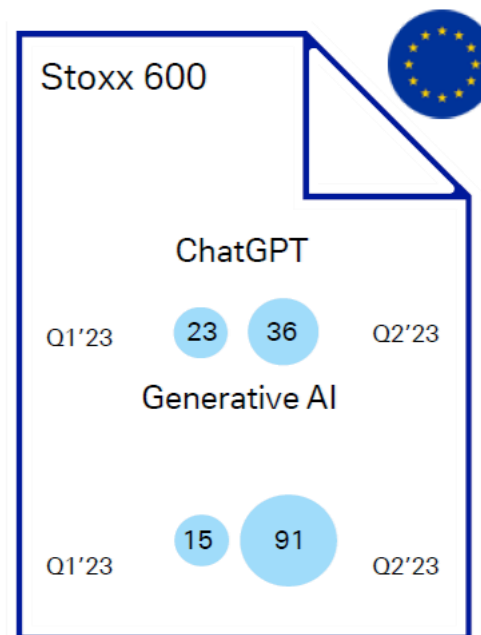 Stoxx 600
ChatGPT
Q1'23 23 36 Q2'23
Generative AI
Q1'23 15 91 Q2'23